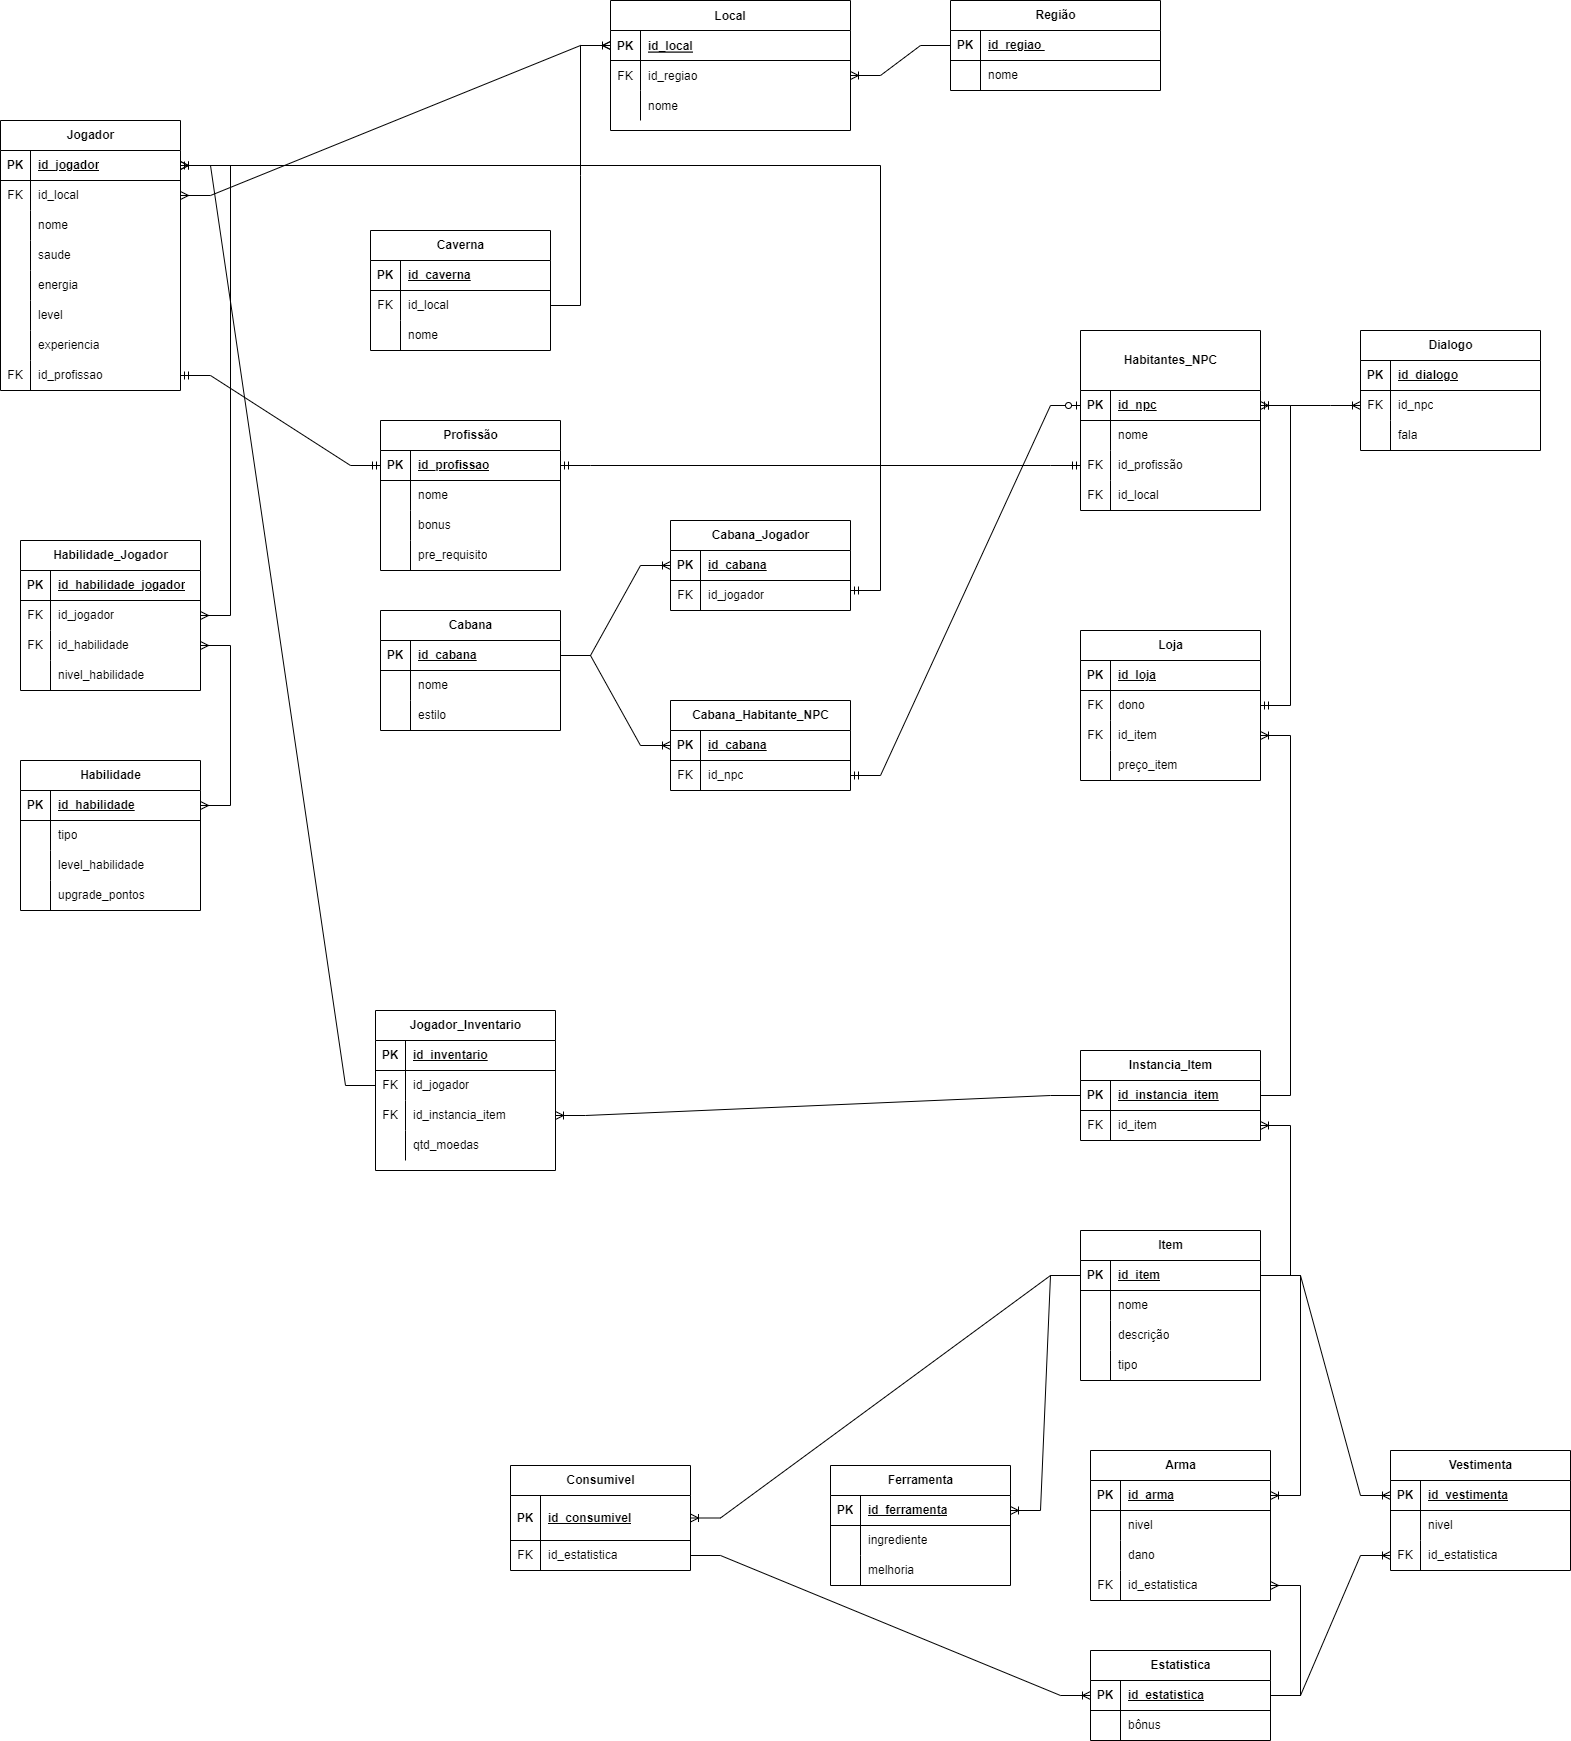 Local
PK id_local
FK id_regiao
nome
Região
PK id_regiao
nome
Jogador
PK id_jogador
FK id_local
nome
saude
energia
level
experiencia
FK id_profissao
Caverna
PK id_caverna
FK id_local
nome
Habitantes_NPC
PK id_npc
nome
FK id_profissão
FK id_local
Dialogo
PK id_dialogo
FK id_npc
fala
Profissão
PK id_profissao
nome
bonus
pre_requisito
Cabana_Jogador
PK id_cabana
FK id_jogador
Habilidade_Jogador
PK id_habilidade_jogador
FK id_jogador
FK id_habilidade
nivel_habilidade
Cabana
PK id_cabana
nome
estilo
Cabana_Habitante_NPC
PK id_cabana
FK id_npc
Loja
PK id_loja
FK dono
FK id_item
preço_item
Habilidade
PK id_habilidade
tipo
level_habilidade
upgrade_pontos
Jogador_Inventario
PK id_inventario
FK id_jogador
FK id_instancia_item
qtd_moedas
Instancia_Item
PK id_instancia_item
FK id_item
Item
PK id_item
nome
descrição
tipo
Consumivel
PK id_consumivel
FK id_estatistica
Ferramenta
PK id_ferramenta
ingrediente
melhoria
Arma
PK id_arma
nivel
dano
FK id_estatistica
Vestimenta
PK id_vestimenta
nivel
FK id_estatistica
Estatistica
PK id_estatistica
bônus